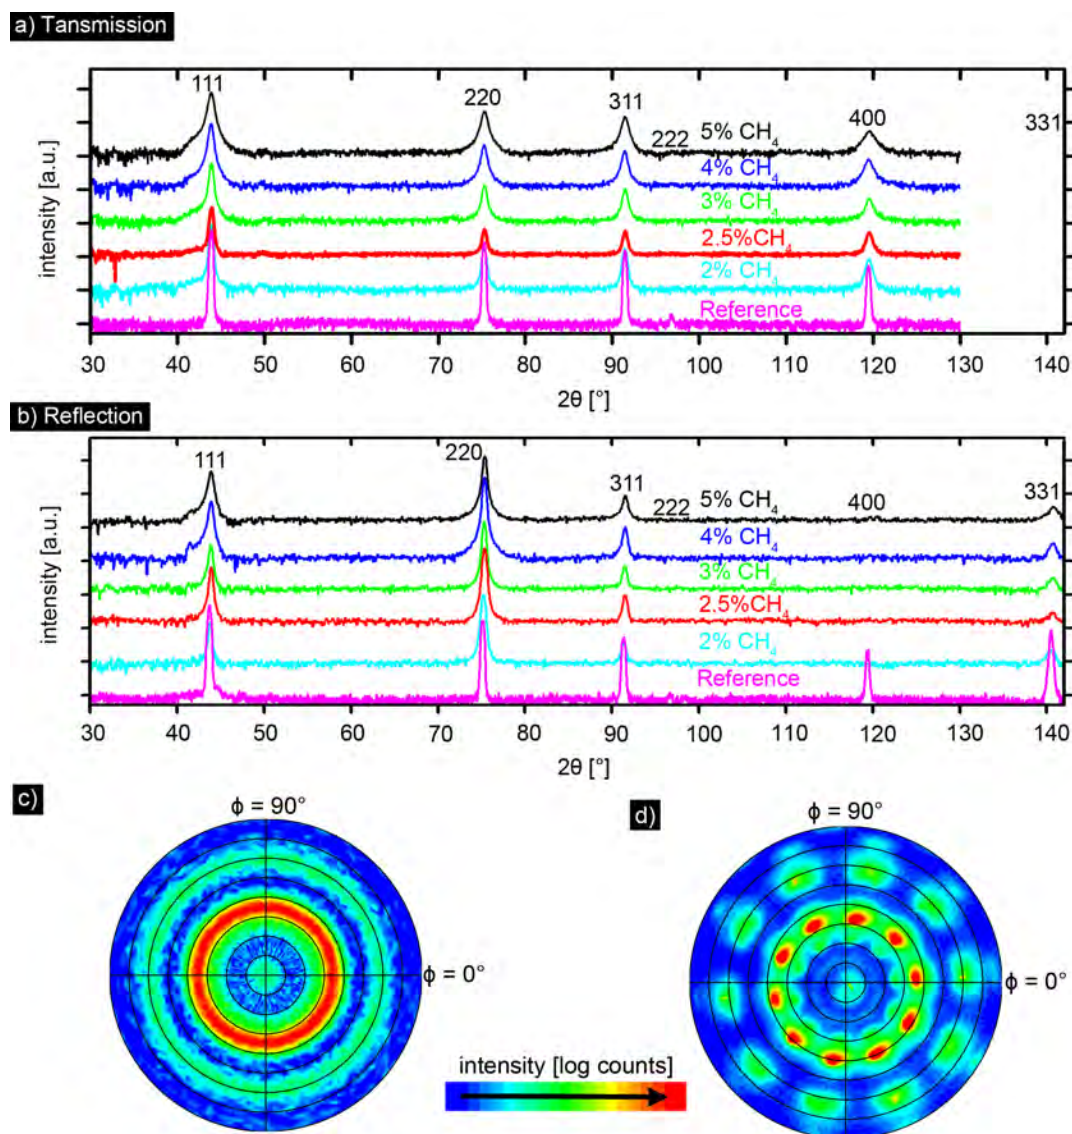 a) Tansmission
111
220
311
222
400
331
5% CH4
4% CH4
3% CH4
2.5%CH4
2% CH4
Reference
intensity [a.u.]
30 40 50 60 70 80 90 100 110 120 130 140
2θ [°]
b) Reflection
111
220
311
222
400
331
5% CH4
4% CH4
3% CH4
2.5%CH4
2% CH4
Reference
intensity [a.u.]
30 40 50 60 70 80 90 100 110 120 130 140
2θ [°]
c)
ϕ = 90°
ϕ = 0°
d)
ϕ = 90°
ϕ = 0°
intensity [log counts]